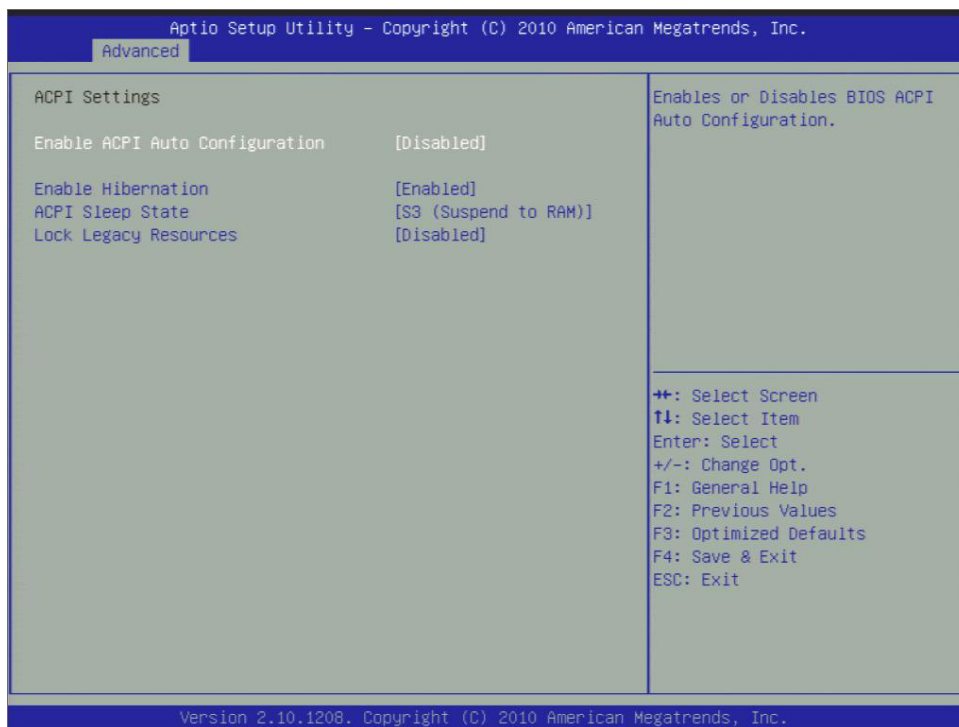 Aptio Setup Utility – Copyright (C) 2010 American Megatrends, Inc.
Advanced
ACPI Settings
Enable ACPI Auto Configuration [Disabled]
Enable Hibernation [Enabled]
ACPI Sleep State [S3 (Suspend to RAM)]
Lock Legacy Resources [Disabled]
Enables or Disables BIOS ACPI
Auto Configuration.
→←: Select Screen
↑↓: Select Item
Enter: Select
+/-: Change Opt.
F1: General Help
F2: Previous Values
F3: Optimized Defaults
F4: Save & Exit
ESC: Exit
Version 2.10.1208. Copyright (C) 2010 American Megatrends, Inc.